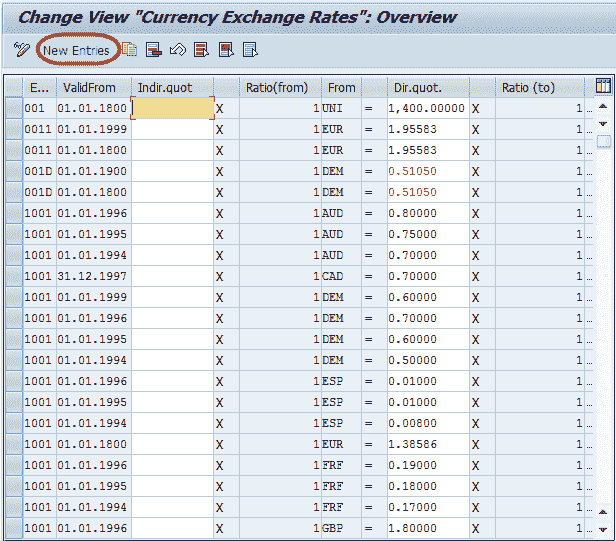 Change View "Currency Exchange Rates": Overview
New Entries
E... ValidFrom Indir.quot Ratio(from) From Dir.quot. Ratio (to)
001 01.01.1800 X 1 UNI = 1,400.00000 X 1 ...
0011 01.01.1999 X 1 EUR = 1.95583 X 1 ...
0011 01.01.1800 X 1 EUR = 1.95583 X 1 ...
001D 01.01.1900 X 1 DEM = 0.51050 X 1 ...
001D 01.01.1800 X 1 DEM = 0.51050 X 1 ...
1001 01.01.1996 X 1 AUD = 0.80000 X 1 ...
1001 01.01.1995 X 1 AUD = 0.75000 X 1 ...
1001 01.01.1994 X 1 AUD = 0.70000 X 1 ...
1001 31.12.1997 X 1 CAD = 0.70000 X 1 ...
1001 01.01.1999 X 1 DEM = 0.60000 X 1 ...
1001 01.01.1996 X 1 DEM = 0.70000 X 1 ...
1001 01.01.1995 X 1 DEM = 0.60000 X 1 ...
1001 01.01.1994 X 1 DEM = 0.50000 X 1 ...
1001 01.01.1996 X 1 ESP = 0.01000 X 1 ...
1001 01.01.1995 X 1 ESP = 0.01000 X 1 ...
1001 01.01.1994 X 1 ESP = 0.00800 X 1 ...
1001 01.01.1800 X 1 EUR = 1.38586 X 1 ...
1001 01.01.1996 X 1 FRF = 0.19000 X 1 ...
1001 01.01.1995 X 1 FRF = 0.18000 X 1 ...
1001 01.01.1994 X 1 FRF = 0.17000 X 1 ...
1001 01.01.1996 X 1 GBP = 1.80000 X 1 ...